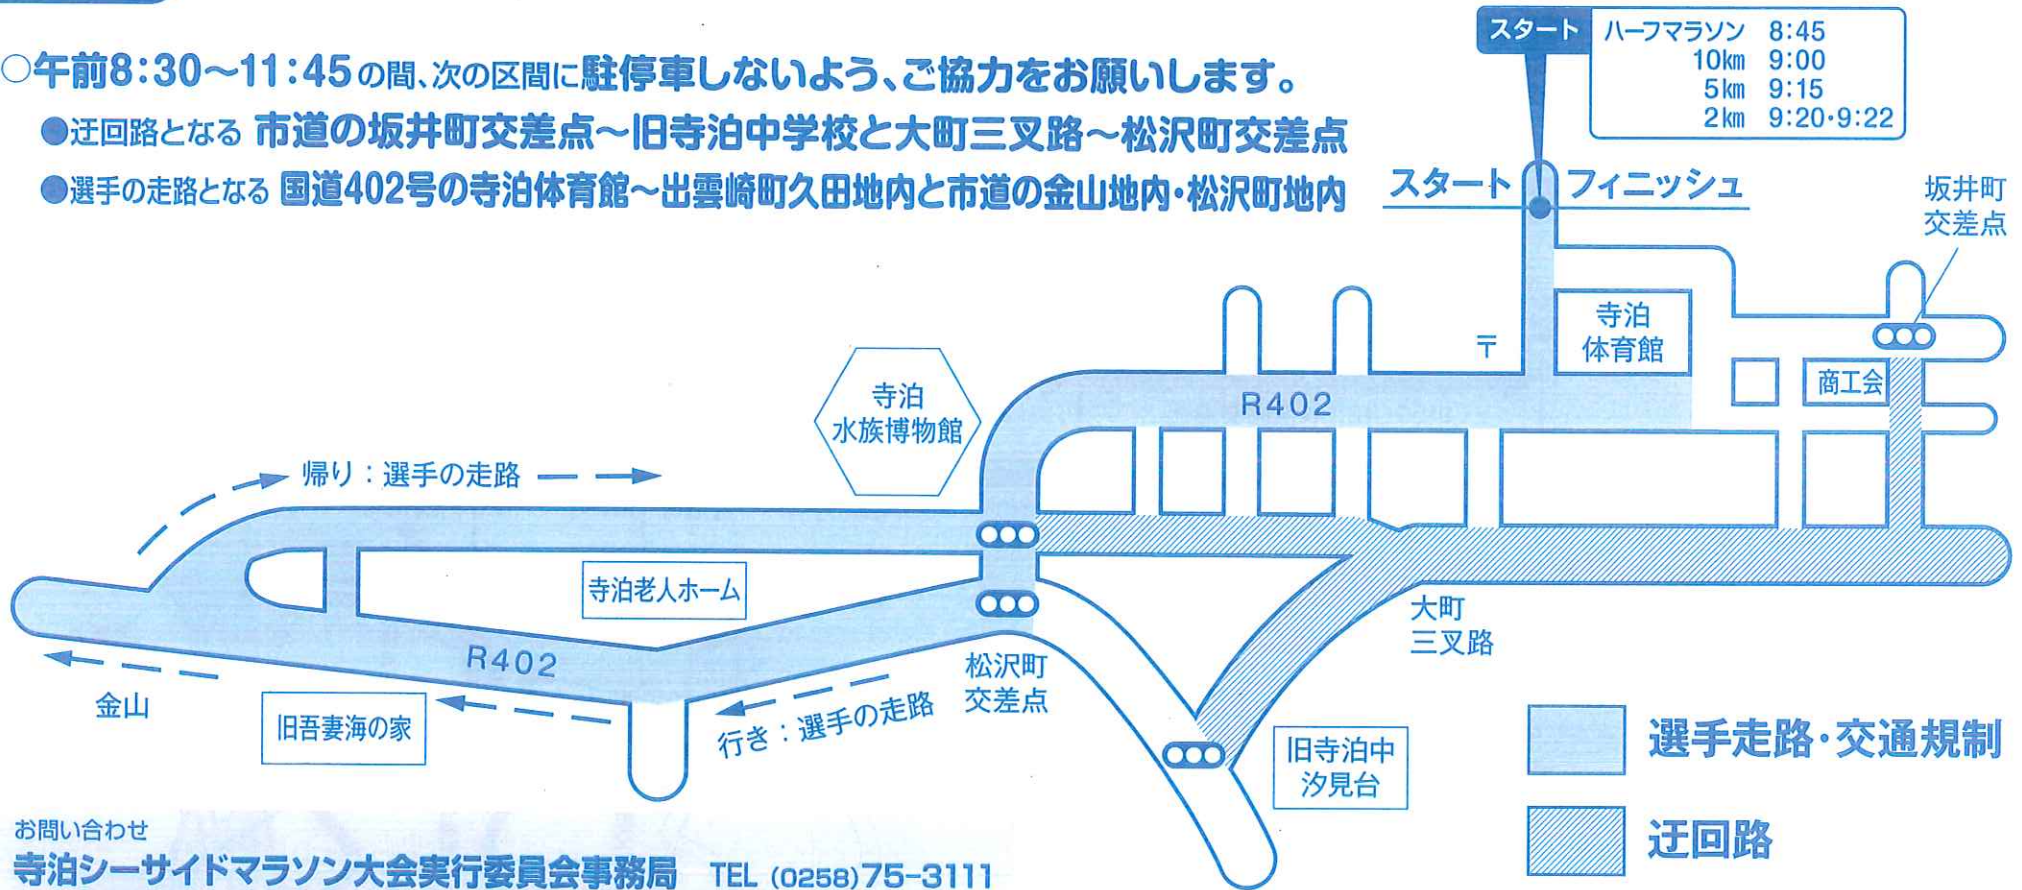 ○午前8:30～11:45の間、次の区間に駐停車しないよう、ご協力をお願いします。
●迂回路となる 市道の坂井町交差点～旧寺泊中学校と大町三叉路～松沢町交差点
●選手の走路となる 国道402号の寺泊体育館～出雲崎町久田地内と市道の金山地内・松沢町地内
スタート
ハーフマラソン 8:45
10km 9:00
5km 9:15
2km 9:20・9:22
スタート
フィニッシュ
坂井町
交差点
寺泊
体育館
〒
商工会
R402
寺泊
水族博物館
帰り：選手の走路
寺泊老人ホーム
大町
三叉路
R402
松沢町
交差点
金山
旧吾妻海の家
行き：選手の走路
旧寺泊中
汐見台
選手走路・交通規制
迂回路
お問い合わせ
寺泊シーサイドマラソン大会実行委員会事務局 TEL (0258)75-3111